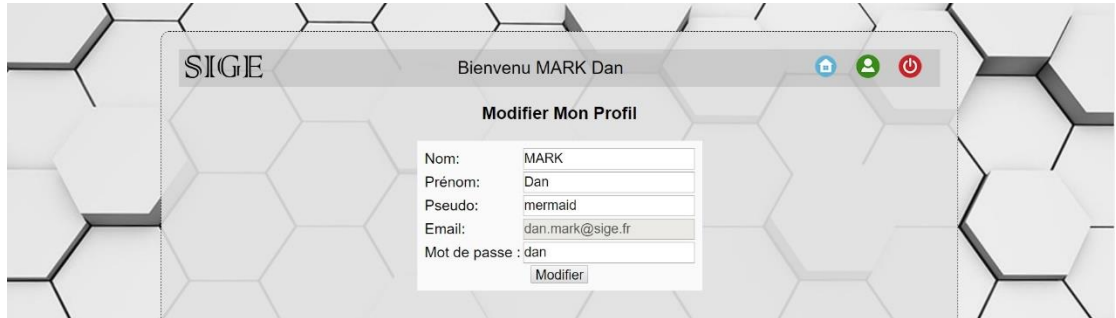 SIGE
Bienvenu MARK Dan
Modifier Mon Profil
Nom: MARK
Prénom: Dan
Pseudo: mermaid
Email: dan.mark@sige.fr
Mot de passe : dan
Modifier